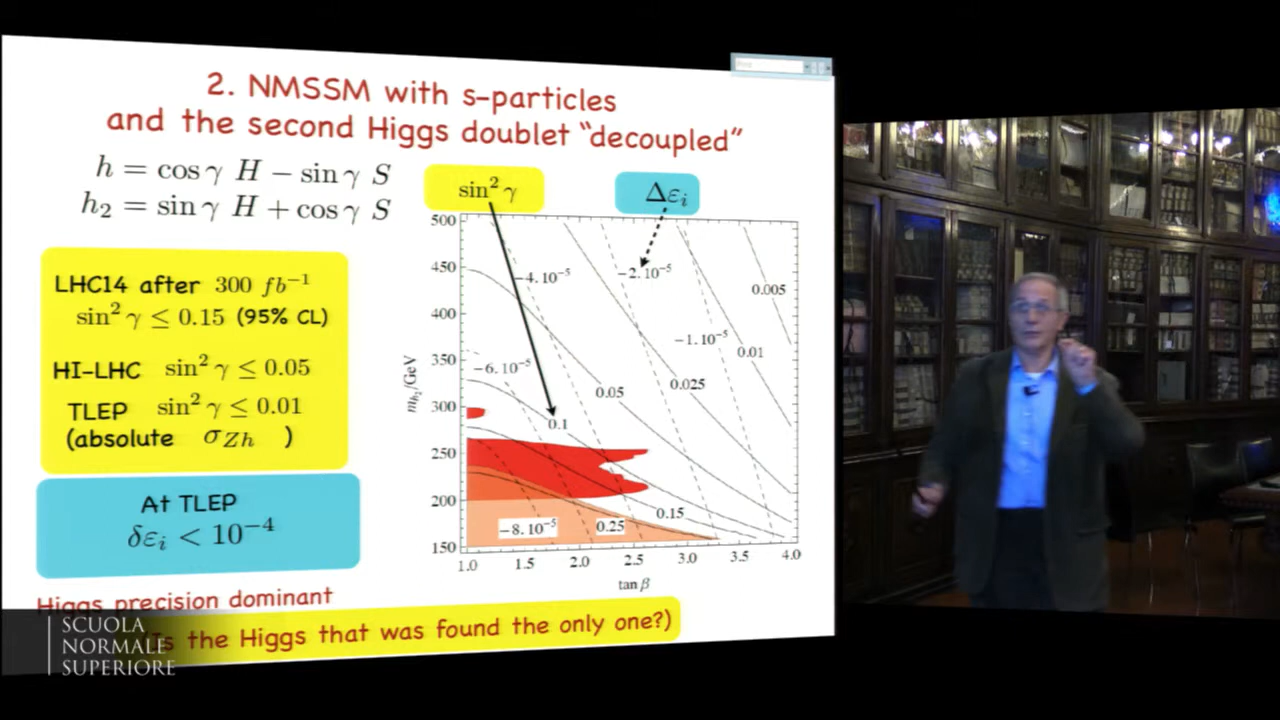 2. NMSSM with s-particles
and the second Higgs doublet "decoupled"
h = cos γ H − sin γ S
h₂ = sin γ H + cos γ S
sin² γ
Δεᵢ
LHC14 after 300 fb⁻¹
sin² γ ≤ 0.15 (95% CL)
HI-LHC sin² γ ≤ 0.05
TLEP sin² γ ≤ 0.01
(absolute σ_Zh )
At TLEP
δεᵢ < 10⁻⁴
500
450
400
350
300
250
200
150
m_h₂/GeV
−4.10⁻⁵
−2.10⁻⁵
0.005
−1.10⁻⁵
0.01
−6.10⁻⁵
0.05
0.025
0.1
0.15
−8.10⁻⁵
0.25
1.0 1.5 2.0 2.5 3.0 3.5 4.0
tan β
Higgs precision dominant
Is the Higgs that was found the only one?)
SCUOLA
NORMALE
SUPERIORE